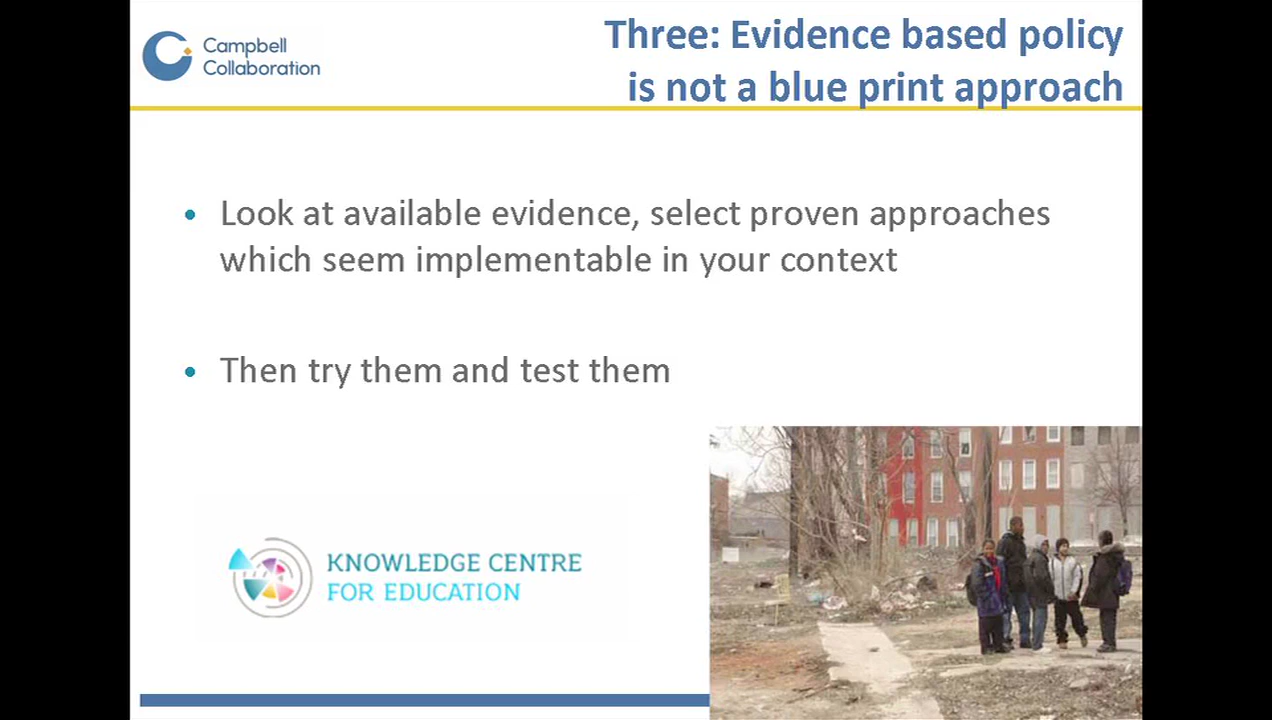 Campbell
Collaboration
Three: Evidence based policy
is not a blue print approach
Look at available evidence, select proven approaches
which seem implementable in your context
Then try them and test them
KNOWLEDGE CENTRE
FOR EDUCATION